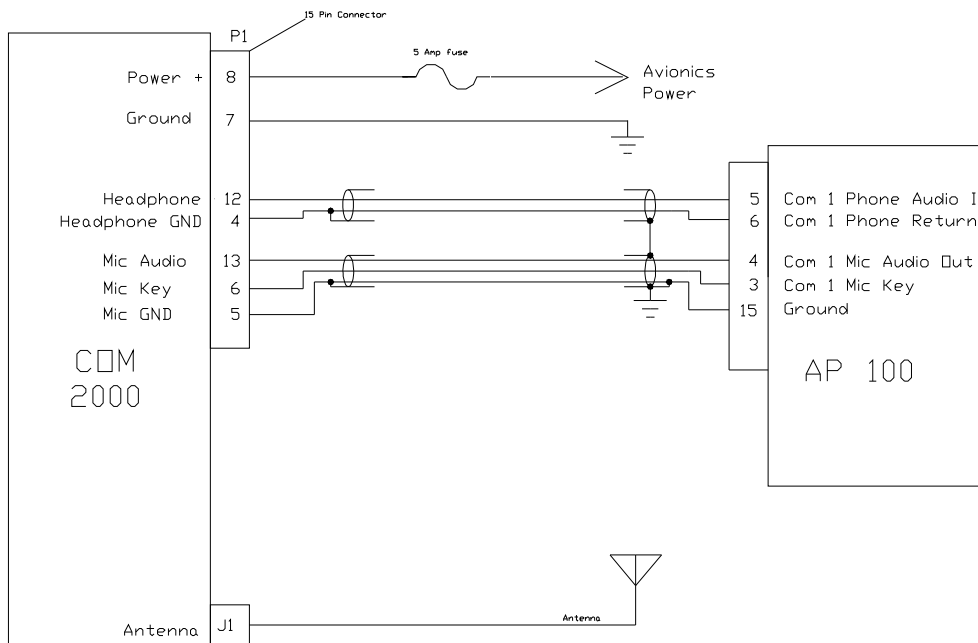 15 Pin Connector
P1
5 Amp fuse
Power + 8
Avionics
Power
Ground 7
Headphone 12
5 Com 1 Phone Audio I
Headphone GND 4
6 Com 1 Phone Return
Mic Audio 13
4 Com 1 Mic Audio Out
Mic Key 6
3 Com 1 Mic Key
Mic GND 5
15 Ground
COM
2000
AP 100
Antenna J1
Antenna